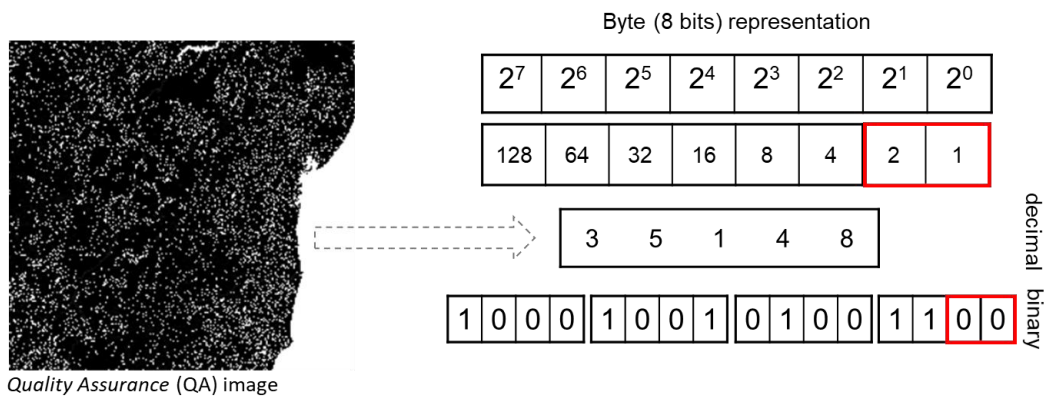 Byte (8 bits) representation
2⁷ 2⁶ 2⁵ 2⁴ 2³ 2² 2¹ 2⁰
128 64 32 16 8 4 2 1
3 5 1 4 8
decimal
1 0 0 0 1 0 0 1 0 1 0 0 1 1 0 0
binary
Quality Assurance (QA) image